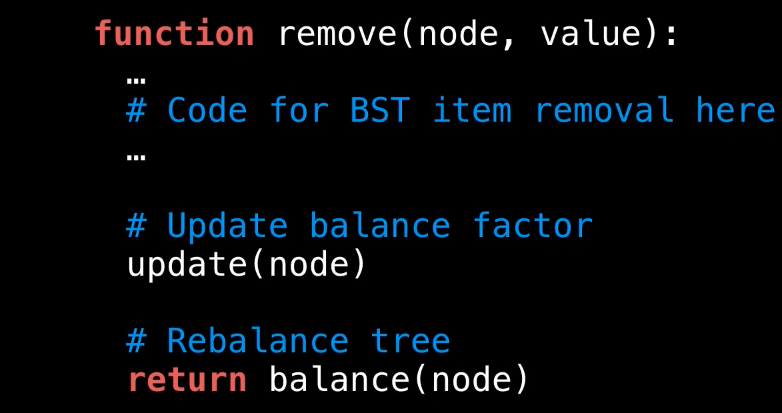 function remove(node, value):
…
# Code for BST item removal here
…
# Update balance factor
update(node)
# Rebalance tree
return balance(node)